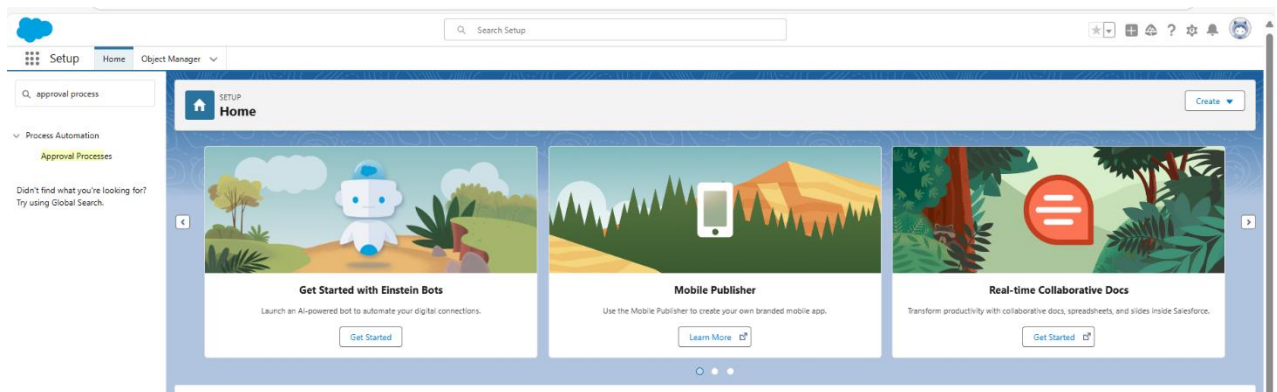 Search Setup
Setup
Home
Object Manager
approval process
Process Automation
Approval Processes
Didn't find what you're looking for?
Try using Global Search.
SETUP
Home
Create
Get Started with Einstein Bots
Launch an AI-powered bot to automate your digital connections.
Get Started
Mobile Publisher
Use the Mobile Publisher to create your own branded mobile app.
Learn More
Real-time Collaborative Docs
Transform productivity with collaborative docs, spreadsheets, and slides inside Salesforce.
Get Started